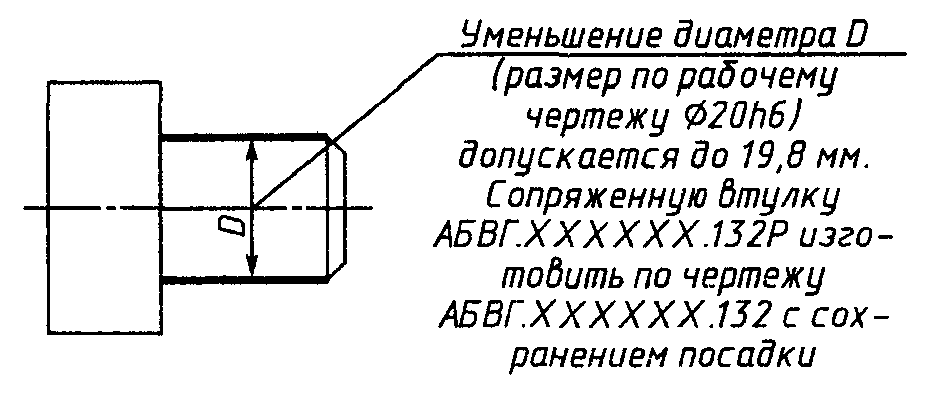 Уменьшение диаметра D
(размер по рабочему
чертежу Ф20h6)
допускается до 19,8 мм.
Сопряженную втулку
АБВГ.XXXXXX.132Р изго-
товить по чертежу
АБВГ.XXXXXX.132 с сох-
ранением посадки
D